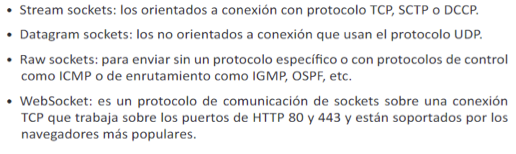 • Stream sockets: los orientados a conexión con protocolo TCP, SCTP o DCCP.
• Datagram sockets: los no orientados a conexión que usan el protocolo UDP.
• Raw sockets: para enviar sin un protocolo específico o con protocolos de control
como ICMP o de enrutamiento como IGMP, OSPF, etc.
• WebSocket: es un protocolo de comunicación de sockets sobre una conexión
TCP que trabaja sobre los puertos de HTTP 80 y 443 y están soportados por los
navegadores más populares.